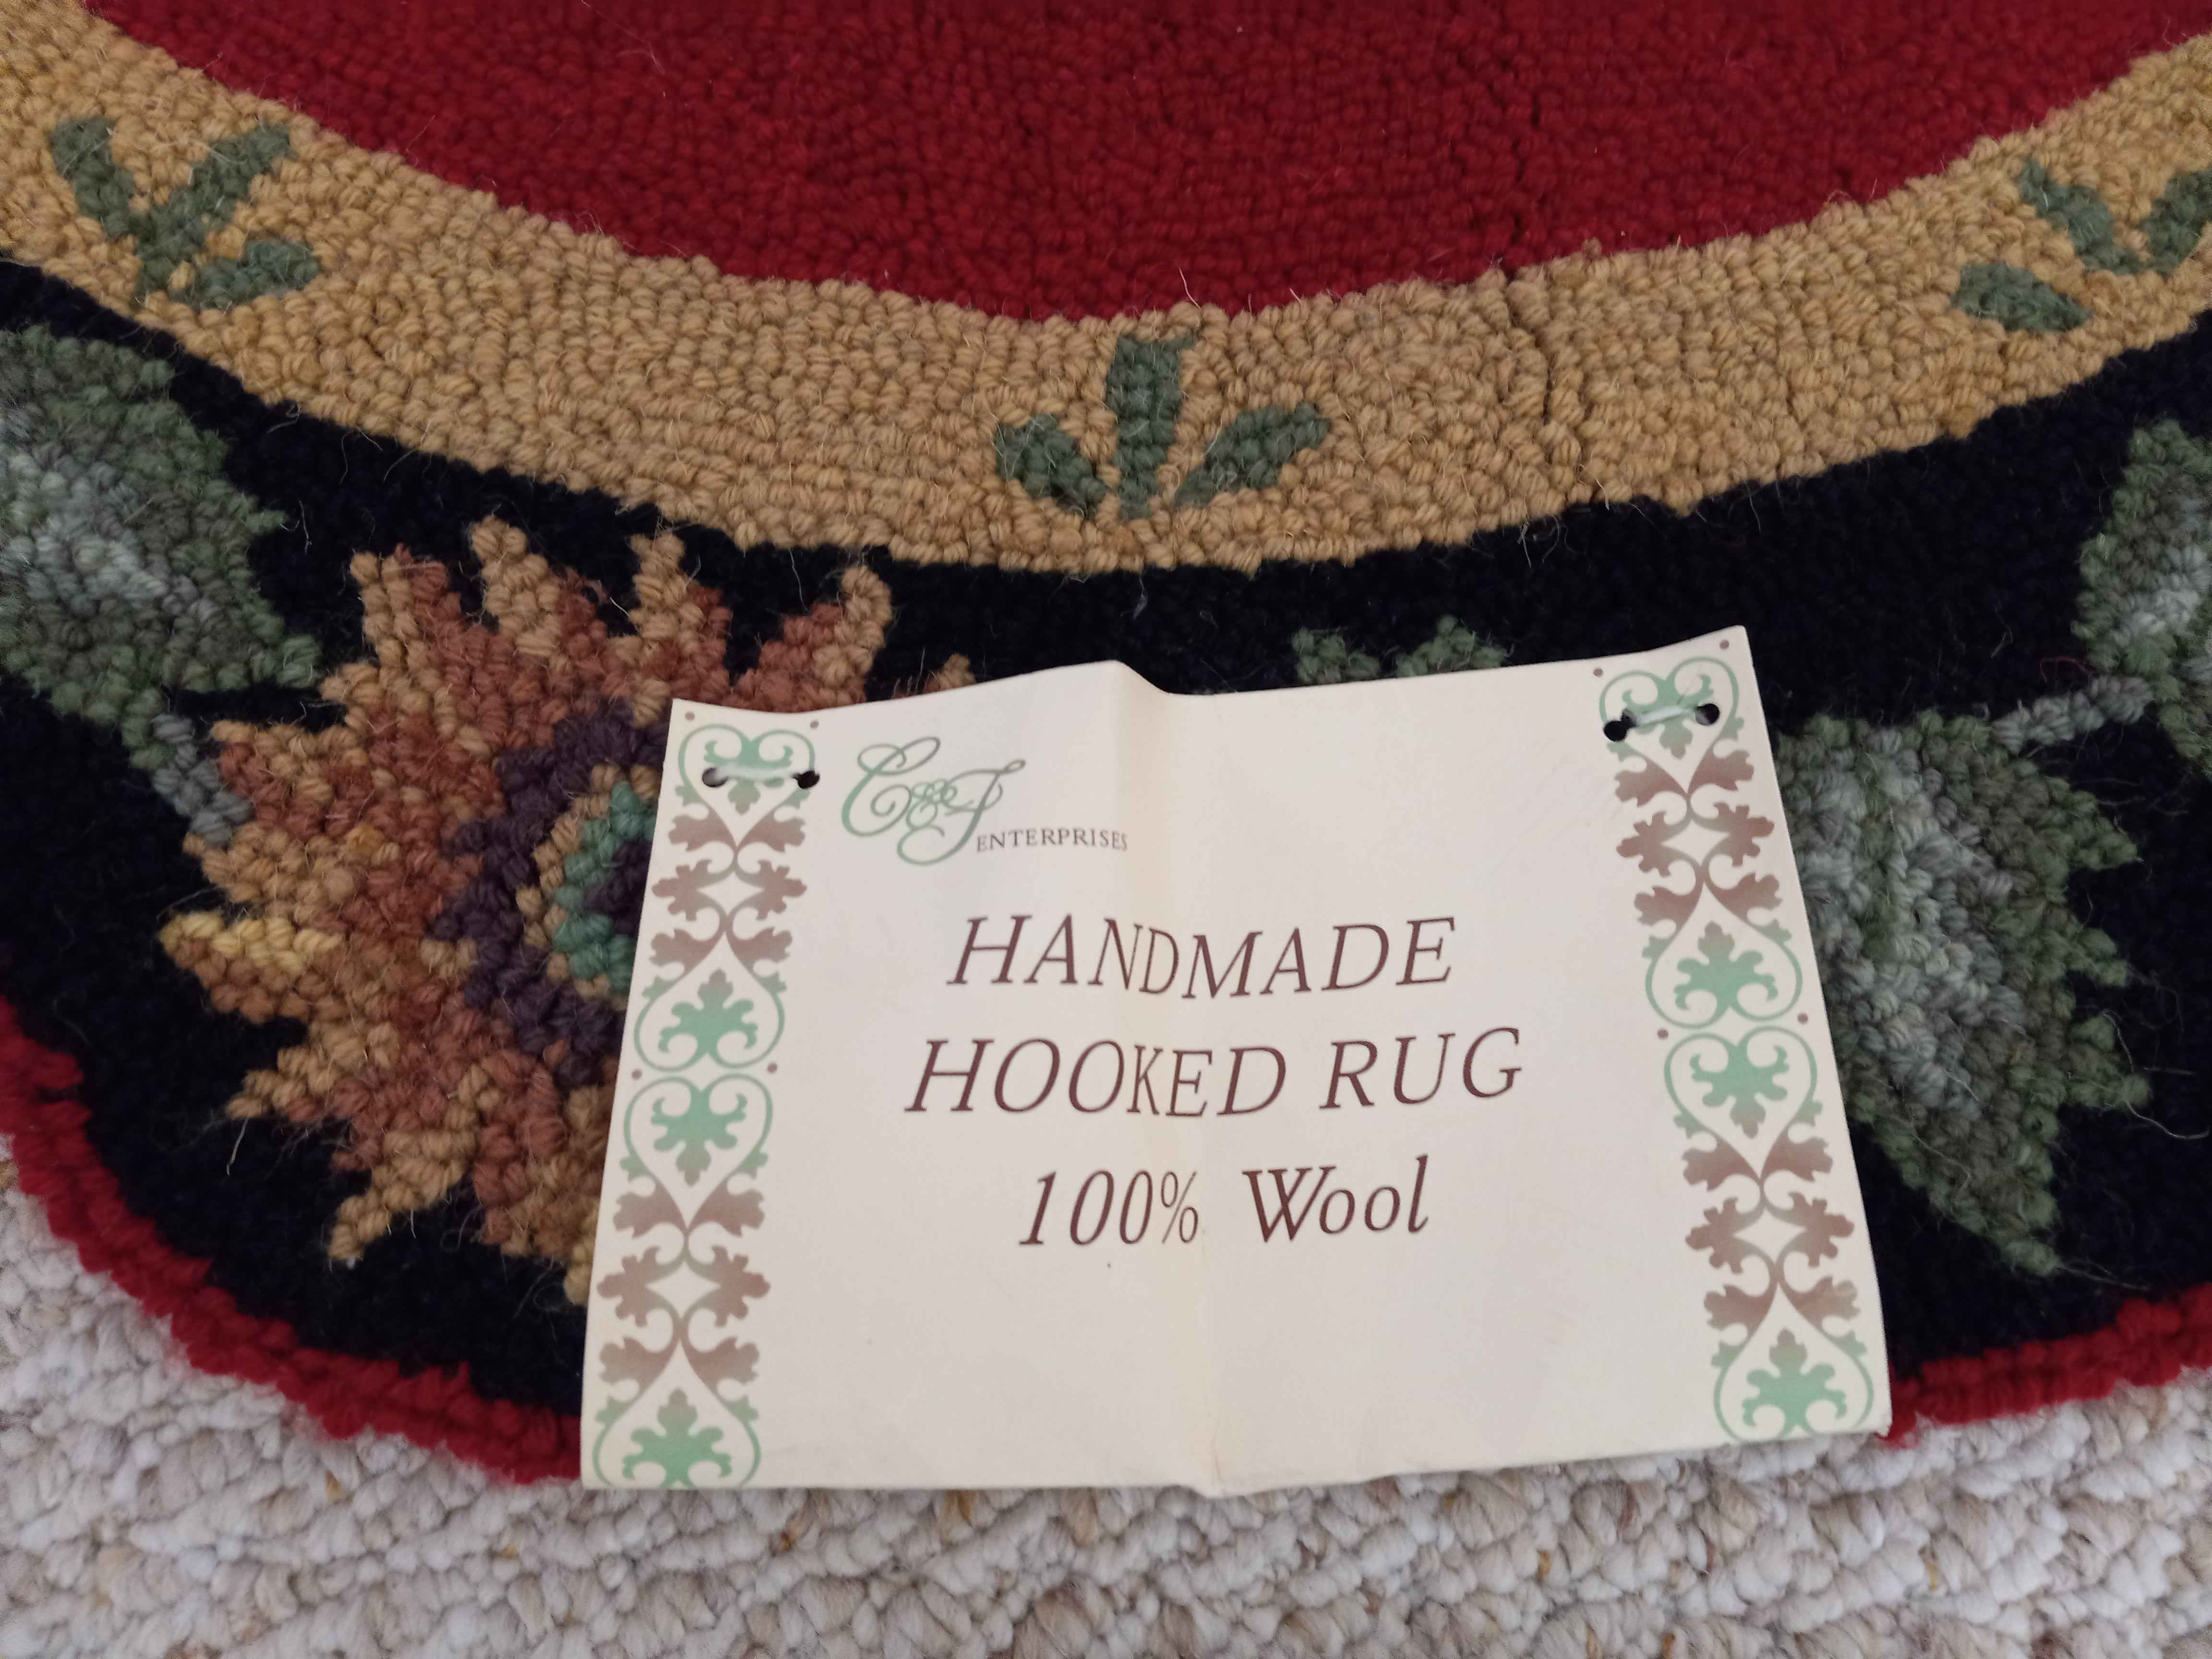 C&F
ENTERPRISES
HANDMADE
HOOKED RUG
100% Wool